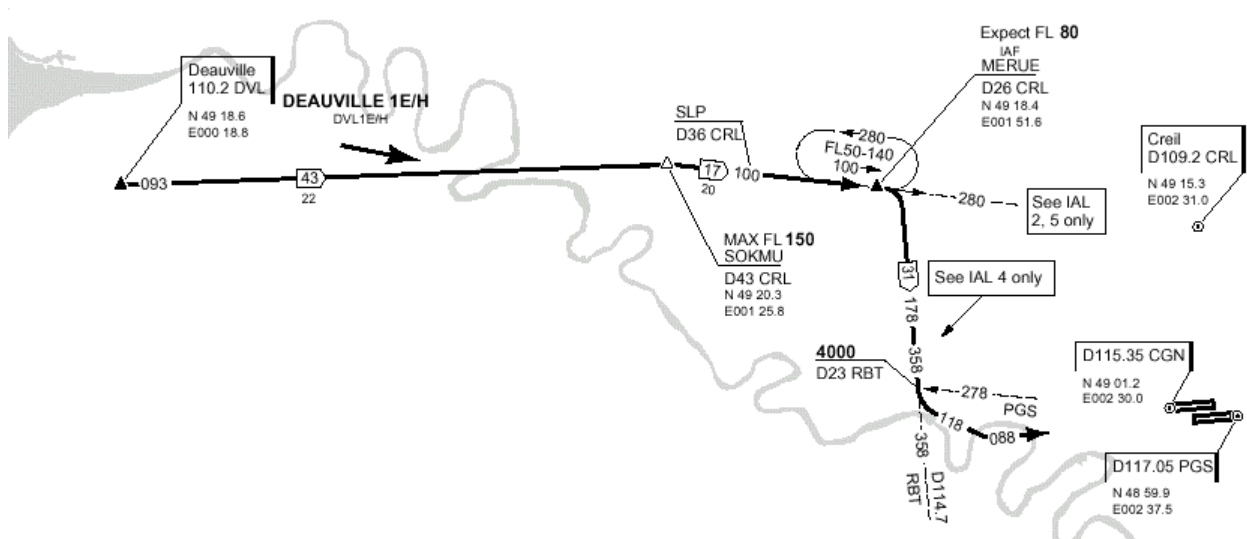 Deauville
110.2 DVL
N 49 18.6
E000 18.8
DEAUVILLE 1E/H
DVL1E/H
093
43
22
SLP
D36 CRL
17
20
100
280
FL50-140
100
Expect FL 80
IAF
MERUE
D26 CRL
N 49 18.4
E001 51.6
280
See IAL
2, 5 only
Creil
D109.2 CRL
N 49 15.3
E002 31.0
MAX FL 150
SOKMU
D43 CRL
N 49 20.3
E001 25.8
31
See IAL 4 only
178
358
4000
D23 RBT
278
PGS
118
088
358
RBT
D114.7
D115.35 CGN
N 49 01.2
E002 30.0
D117.05 PGS
N 48 59.9
E002 37.5